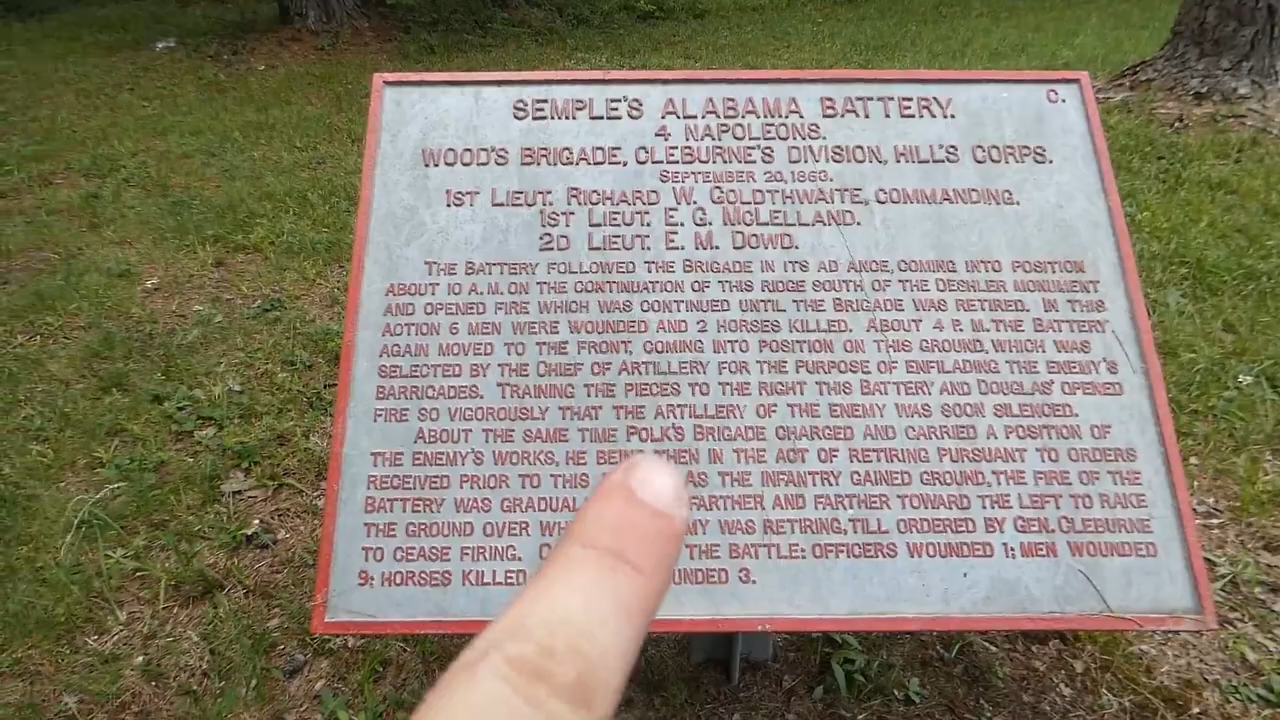 C.
SEMPLE'S ALABAMA BATTERY.
4 NAPOLEONS.
WOOD'S BRIGADE, CLEBURNE'S DIVISION, HILL'S CORPS.
SEPTEMBER 20, 1863.
1ST LIEUT. RICHARD W. GOLDTHWAITE, COMMANDING.
1ST LIEUT. E. G. MCLELLAND.
2D LIEUT. E. M. DOWD.
THE BATTERY FOLLOWED THE BRIGADE IN ITS AD ANCE, COMING INTO POSITION
ABOUT 10 A.M. ON THE CONTINUATION OF THIS RIDGE SOUTH OF THE DESHLER MONUMENT
AND OPENED FIRE WHICH WAS CONTINUED UNTIL THE BRIGADE WAS RETIRED. IN THIS
ACTION 6 MEN WERE WOUNDED AND 2 HORSES KILLED. ABOUT 4 P. M. THE BATTERY
AGAIN MOVED TO THE FRONT, COMING INTO POSITION ON THIS GROUND, WHICH WAS
SELECTED BY THE CHIEF OF ARTILLERY FOR THE PURPOSE OF ENFILADING THE ENEMY'S
BARRICADES. TRAINING THE PIECES TO THE RIGHT THIS BATTERY AND DOUGLAS' OPENED
FIRE SO VIGOROUSLY THAT THE ARTILLERY OF THE ENEMY WAS SOON SILENCED.
ABOUT THE SAME TIME POLK'S BRIGADE CHARGED AND CARRIED A POSITION OF
THE ENEMY'S WORKS, HE BEING THEN IN THE ACT OF RETIRING PURSUANT TO ORDERS
RECEIVED PRIOR TO THIS AS THE INFANTRY GAINED GROUND, THE FIRE OF THE
BATTERY WAS FARTHER AND FARTHER TOWARD THE LEFT TO RAKE
THE GROUND OVER WAS RETIRING, TILL ORDERED BY GEN. CLEBURNE
TO CEASE FIRING. THE BATTLE: OFFICERS WOUNDED 1; MEN WOUNDED
9; HORSES KILLED 3.